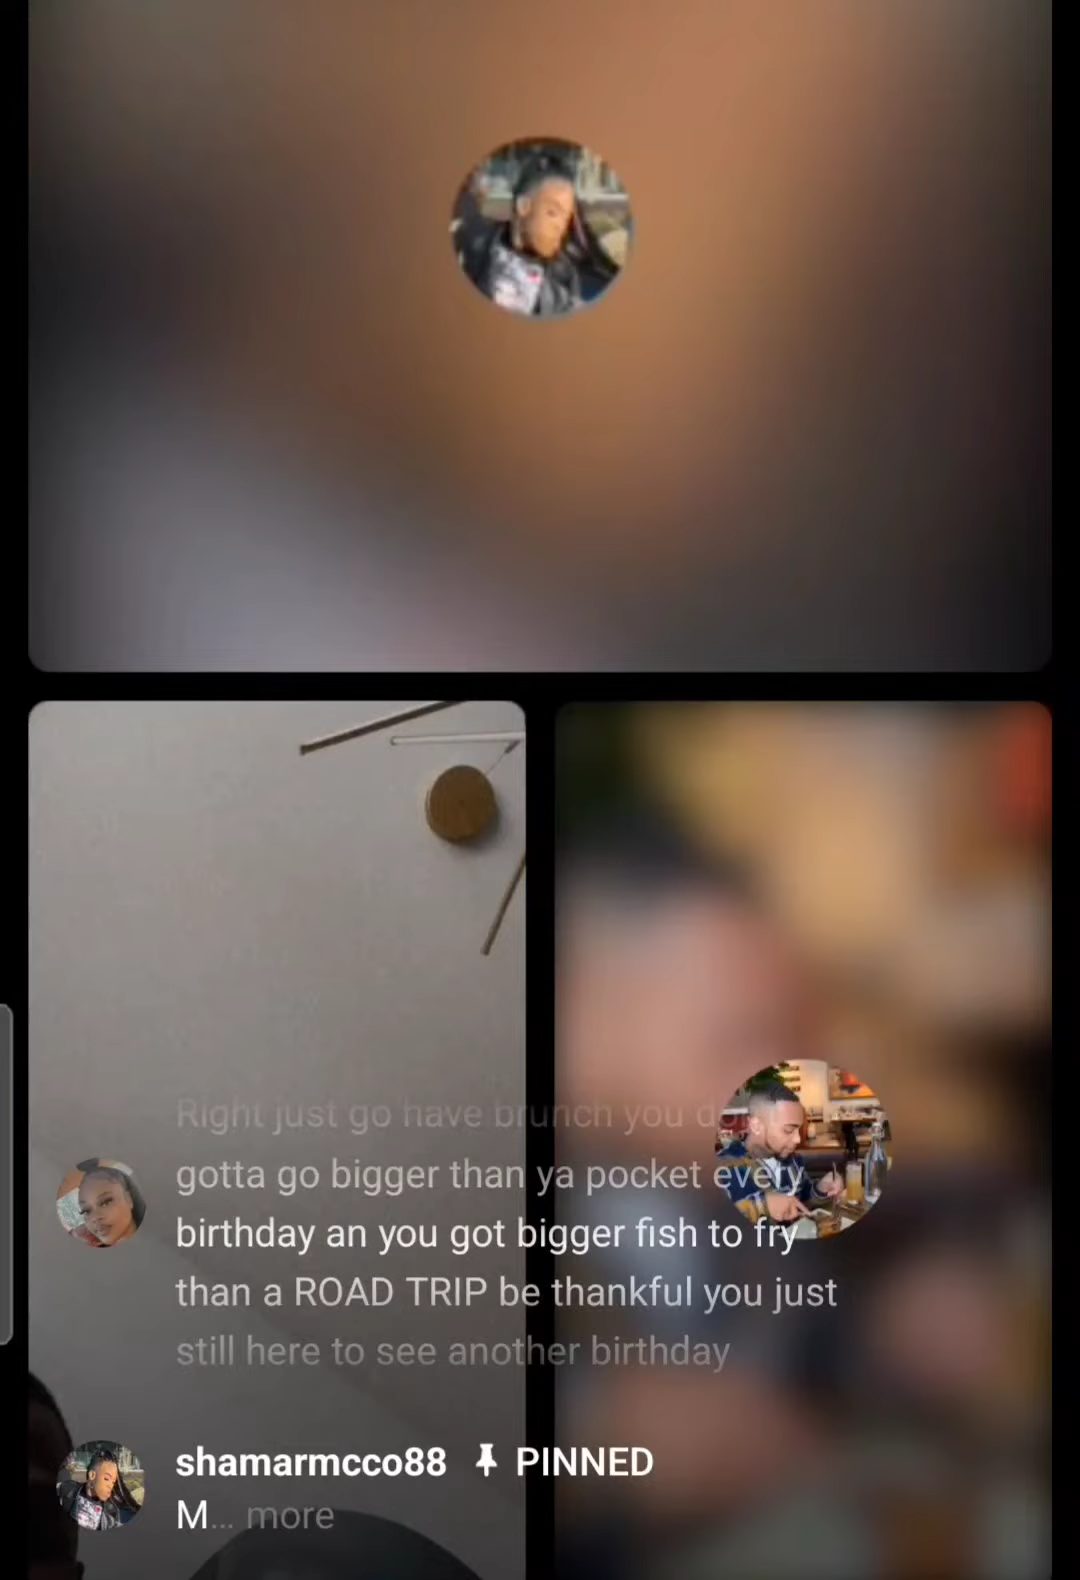 Right just go have brunch you
gotta go bigger than ya pocket every
birthday an you got bigger fish to fry
than a ROAD TRIP be thankful you just
still here to see another birthday
shamarmcco88 PINNED
M... more